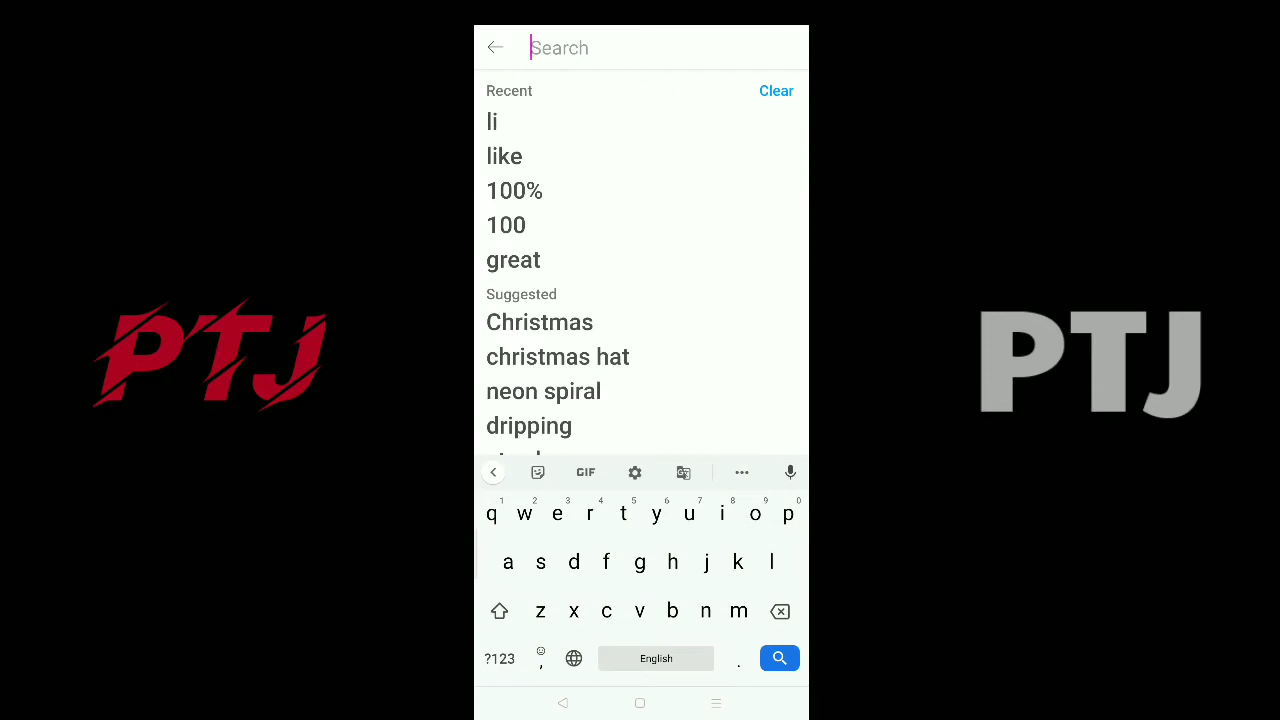 Search
Recent
Clear
li
like
100%
100
great
Suggested
Christmas
christmas hat
neon spiral
dripping
PTJ
PTJ
GIF
1 2 3 4 5 6 7 8 9 0
q w e r t y u i o p
a s d f g h j k l
z x c v b n m
?123 , English .